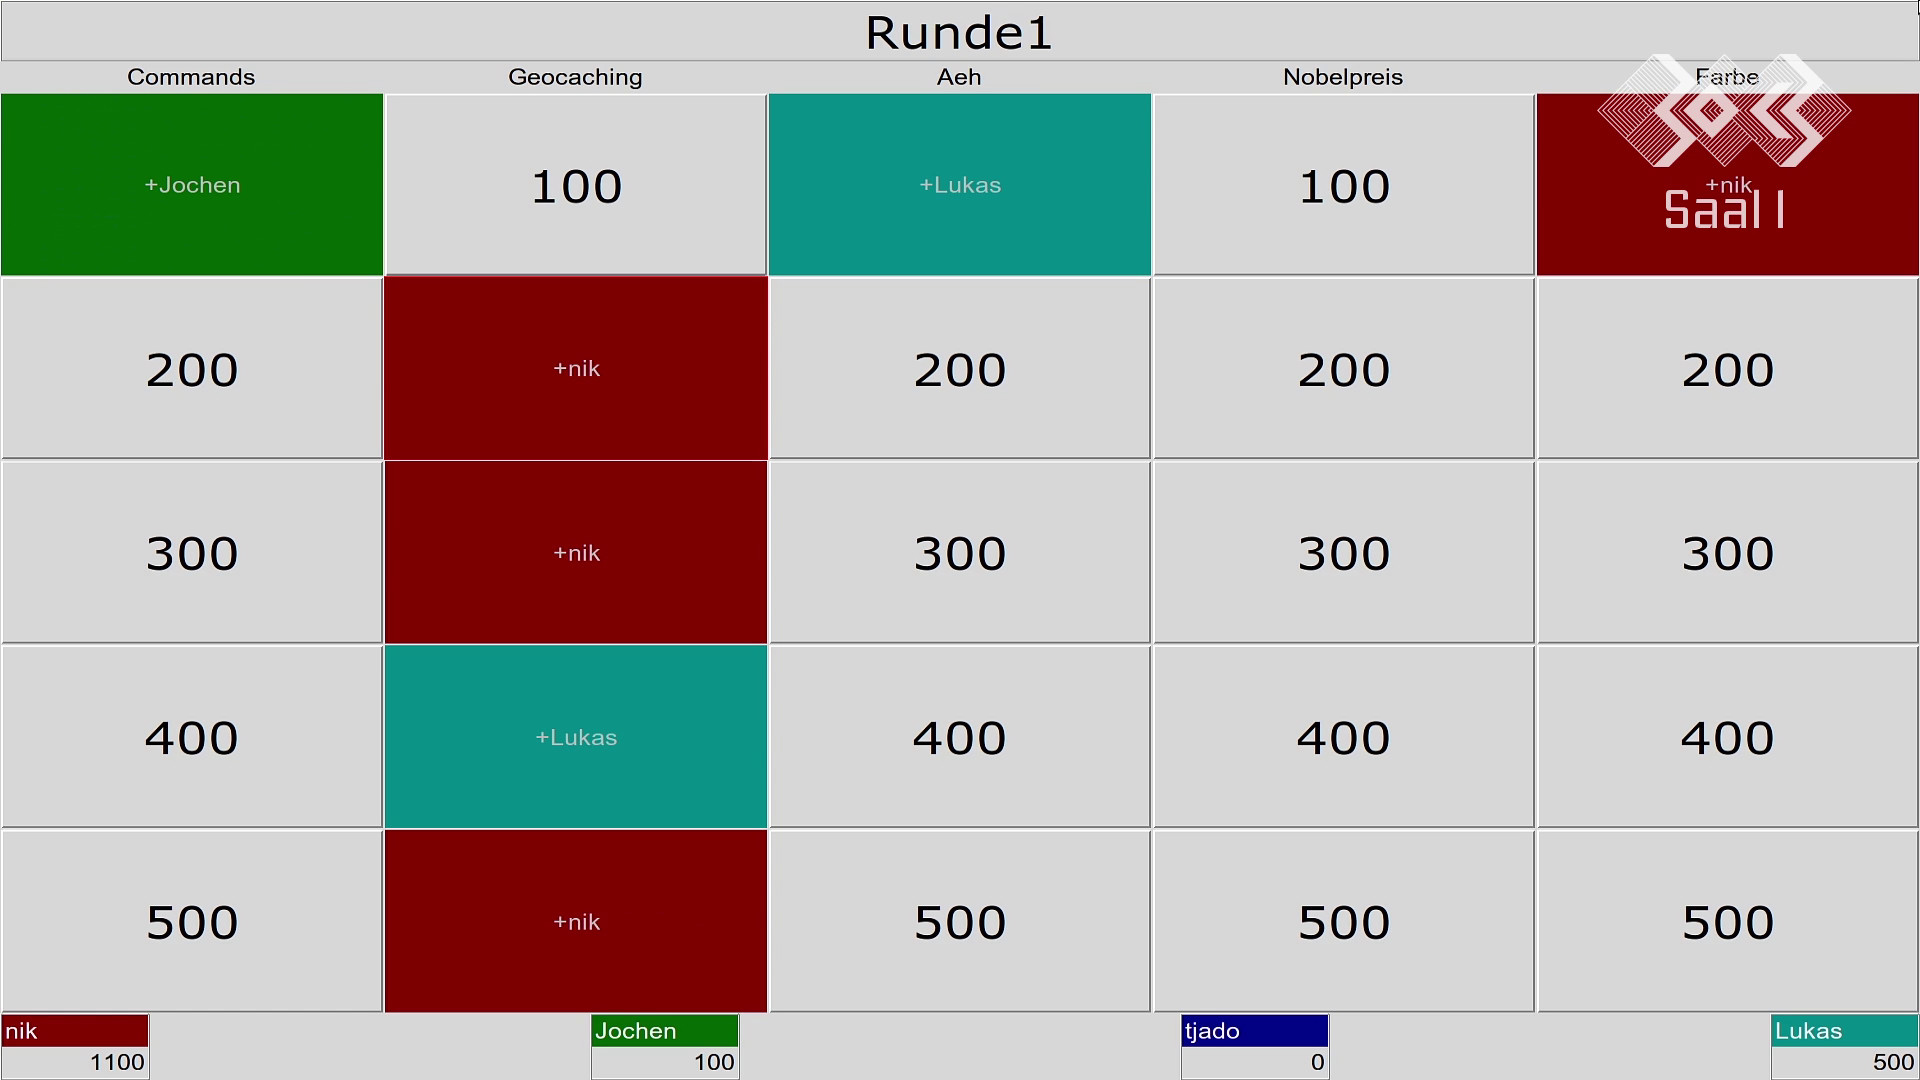 Runde1
Commands Geocaching Aeh Nobelpreis Farbe
+Jochen 100 +Lukas 100 +nik
Saal 1
200 +nik 200 200 200
300 +nik 300 300 300
400 +Lukas 400 400 400
500 +nik 500 500 500
nik Jochen tjado Lukas
1100 100 0 500